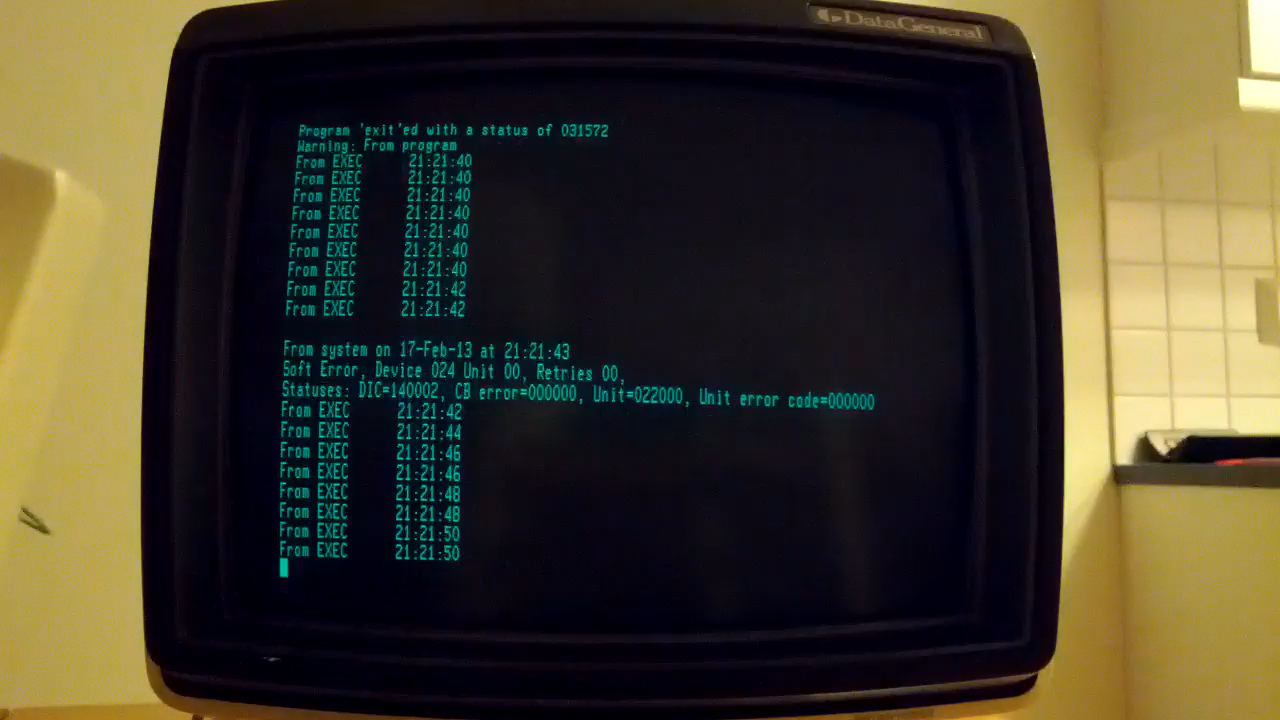 DataGeneral
Program 'exit'ed with a status of 031572
Warning: From program
From EXEC 21:21:40
From EXEC 21:21:40
From EXEC 21:21:40
From EXEC 21:21:40
From EXEC 21:21:40
From EXEC 21:21:40
From EXEC 21:21:40
From EXEC 21:21:42
From EXEC 21:21:42
From system on 17-Feb-13 at 21:21:43
Soft Error, Device 024 Unit 00, Retries 00,
Statuses: DIC=140002, CB error=000000, Unit=022000, Unit error code=000000
From EXEC 21:21:42
From EXEC 21:21:44
From EXEC 21:21:46
From EXEC 21:21:46
From EXEC 21:21:48
From EXEC 21:21:48
From EXEC 21:21:50
From EXEC 21:21:50